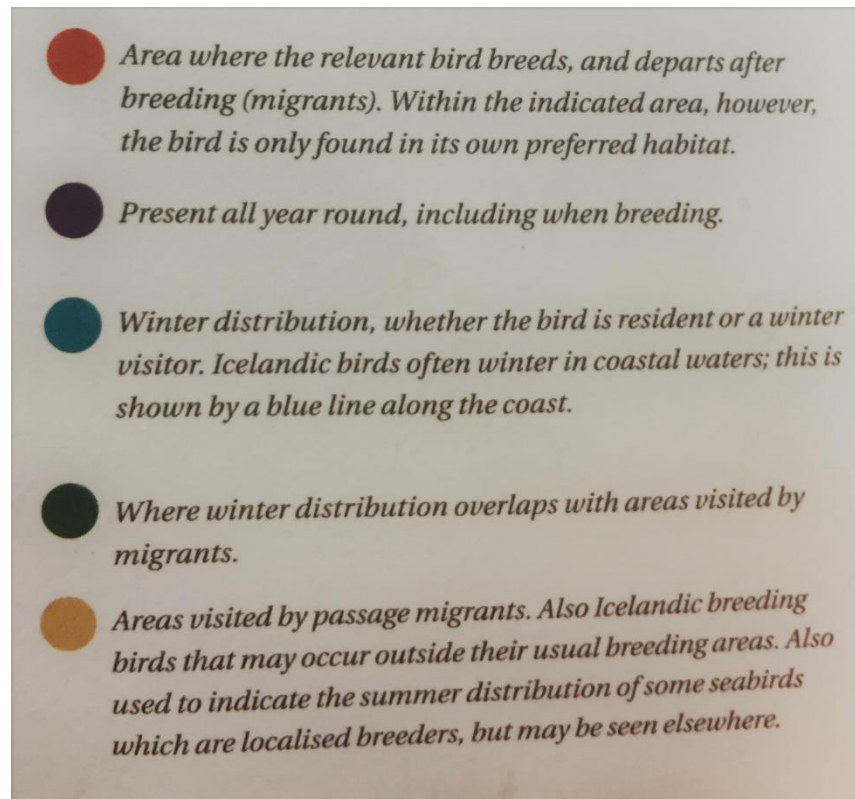 Area where the relevant bird breeds, and departs after
breeding (migrants). Within the indicated area, however,
the bird is only found in its own preferred habitat.
Present all year round, including when breeding.
Winter distribution, whether the bird is resident or a winter
visitor. Icelandic birds often winter in coastal waters; this is
shown by a blue line along the coast.
Where winter distribution overlaps with areas visited by
migrants.
Areas visited by passage migrants. Also Icelandic breeding
birds that may occur outside their usual breeding areas. Also
used to indicate the summer distribution of some seabirds
which are localised breeders, but may be seen elsewhere.